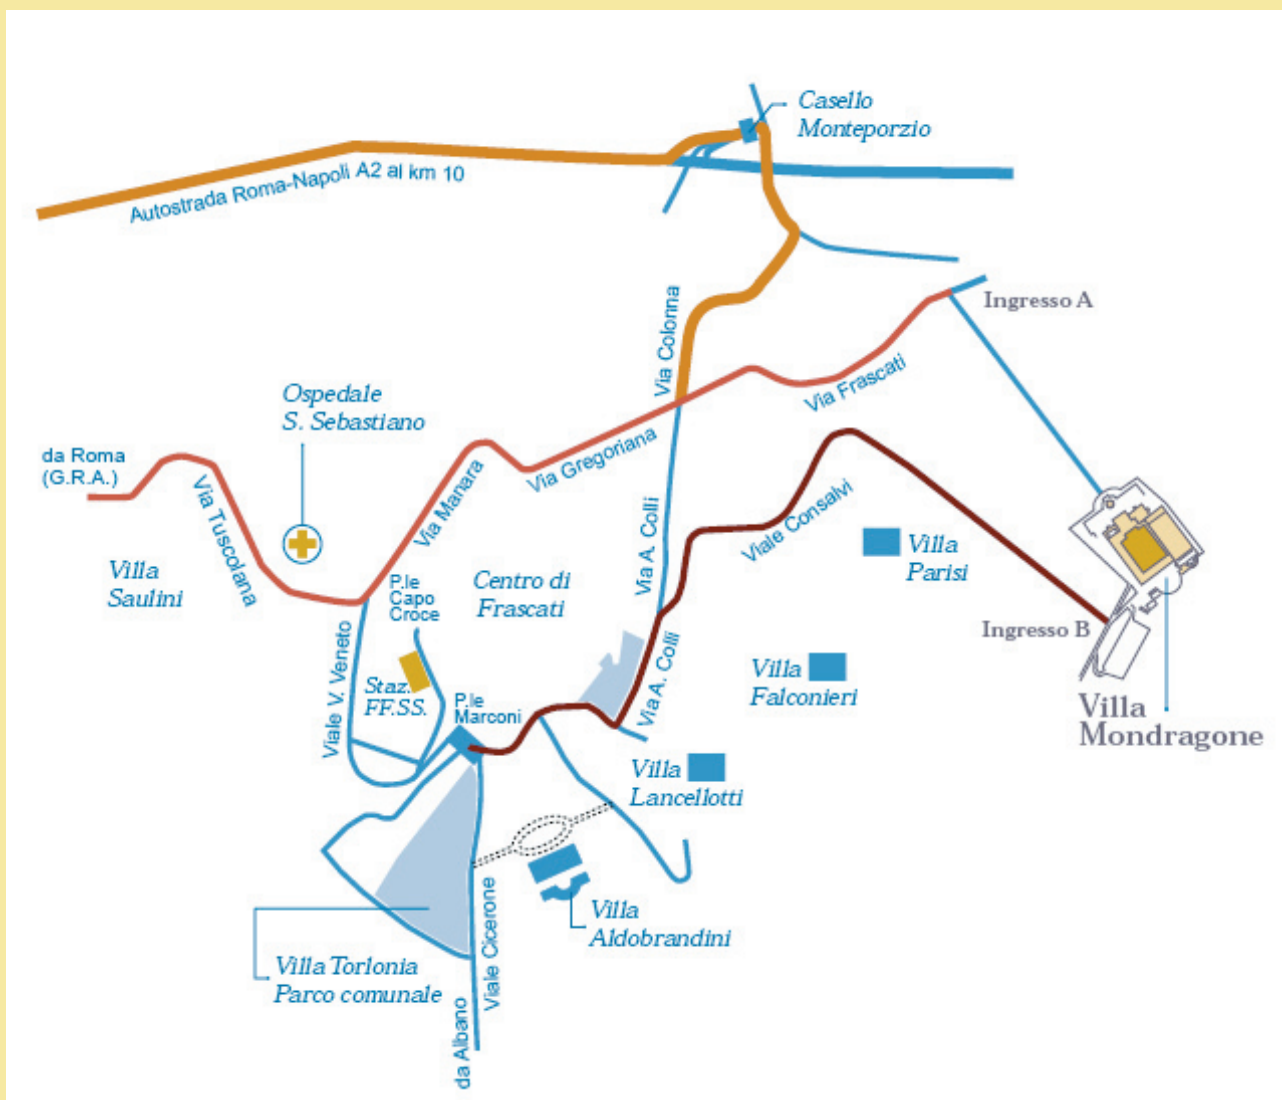 Casello
Monteporzio
Autostrada Roma-Napoli A2 al km 10
Ingresso A
Via Colonna
Via Frascati
Ospedale
S. Sebastiano
da Roma
(G.R.A.)
Via Gregoriana
Via Manara
Via Tuscolana
Via A. Colli
Viale Consalvi
Villa
Parisi
Villa
Saulini
P.le
Capo
Croce
Centro di
Frascati
Ingresso B
Viale V. Veneto
Staz.
FF.SS.
P.le
Marconi
Via A. Colli
Villa
Falconieri
Villa
Mondragone
Villa
Lancellotti
Villa
Aldobrandini
Viale Cicerone
Villa Torlonia
Parco comunale
da Albano